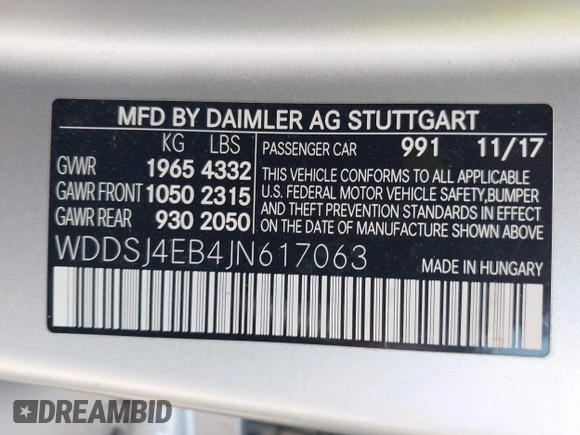 MFD BY DAIMLER AG STUTTGART
KG LBS
GVWR 1965 4332
GAWR FRONT 1050 2315
GAWR REAR 930 2050
PASSENGER CAR 991 11/17
THIS VEHICLE CONFORMS TO ALL APPLICABLE
U.S. FEDERAL MOTOR VEHICLE SAFETY,BUMPER
AND THEFT PREVENTION STANDARDS IN EFFECT
ON THE DATE OF MANUFACTURE SHOWN ABOVE
WDDSJ4EB4JN617063
MADE IN HUNGARY
DREAMBID